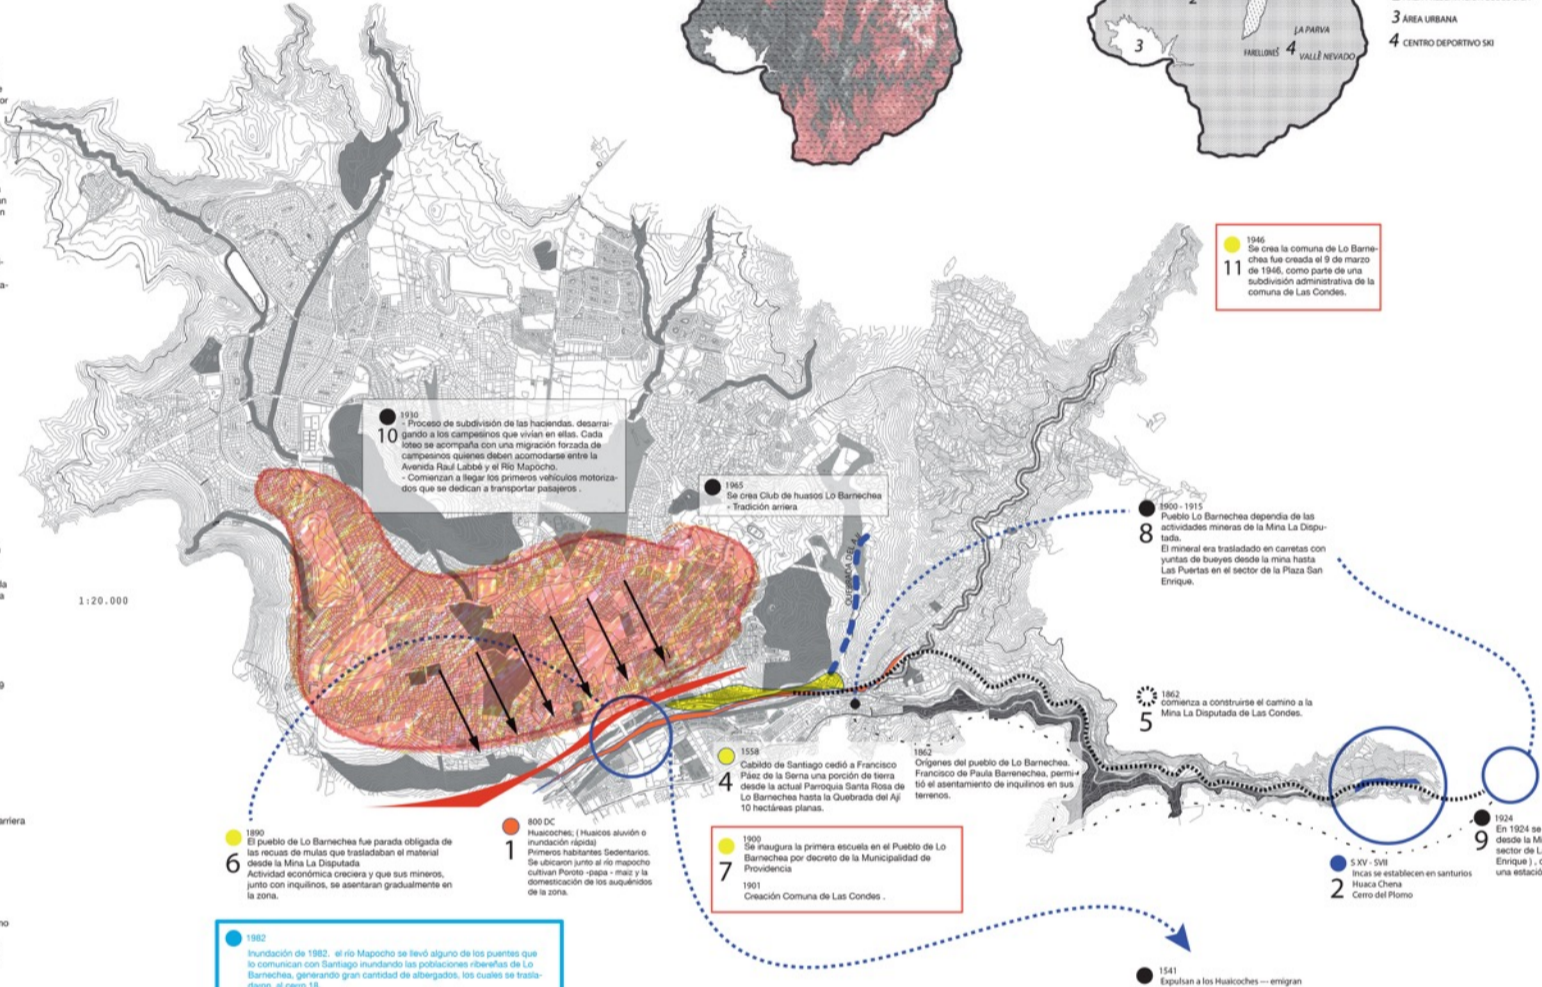 3 ÁREA URBANA
4 CENTRO DEPORTIVO SKI
3
LA PARVA
FARELLONES 4 VALLE NEVADO
1946
11
Se crea la comuna de Lo Barne-
chea fue creada el 9 de marzo
de 1946, como parte de una
subdivisión administrativa de la
comuna de Las Condes.
1910
10
- Proceso de subdivisión de las haciendas. desarrai-
gando a los campesinos que vivían en ellas. Cada
loteo se acompaña con una migración forzada de
campesinos quienes deben acomodarse entre la
Avenida Raul Labbé y el Río Mapocho.
- Comienzan a llegar los primeros vehículos motoriza-
dos que se dedican a transportar pasajeros .
1965
Se crea Club de huasos Lo Barnechea
- Tradición arriera
1900 - 1915
8
Pueblo Lo Barnechea dependia de las
actividades mineras de la Mina La Dispu-
tada.
El mineral era trasladado en carretas con
yuntas de bueyes desde la mina hasta
Las Puertas en el sector de la Plaza San
Enrique.
QUEBRADA DEL
1:20.000
1862
5
comienza a construirse el camino a la
Mina La Disputada de Las Condes.
1558
4
Cabildo de Santiago cedió a Francisco
Páez de la Serna una porción de tierra
desde la actual Parroquia Santa Rosa de
Lo Barnechea hasta la Quebrada del Ají
10 hectáreas planas.
1862
Orígenes del pueblo de Lo Barnechea.
Francisco de Paula Barrenechea, permi-
tió el asentamiento de inquilinos en sus
terrenos.
1890
6
El pueblo de Lo Barnechea fue parada obligada de
las recuas de mulas que trasladaban el material
desde la Mina La Disputada
Actividad económica creciera y que sus mineros,
junto con inquilinos, se asentaran gradualmente en
la zona.
800 DC
1
Huaicoches; ( Huaicos aluvión o
inundación rápida)
Primeros habitantes Sedentarios.
Se ubicaron junto al río mapocho
cultivan Poroto -papa - maiz y la
domesticación de los auquénidos
de la zona.
1900
7
Se inaugura la primera escuela en el Pueblo de Lo
Barnechea por decreto de la Municipalidad de
Providencia
1901
Creación Comuna de Las Condes .
S XV - SVII
2
Incas se establecen en santurios
Huaca Chena
Cerro del Plomo
1924
9
En 1924 se
desde la Mi
sector de L
Enrique ) , c
una estació
arriera
1982
Inundación de 1982. el río Mapocho se llevó alguno de los puentes que
lo comunican con Santiago inundando las poblaciones ribereñas de Lo
Barnechea, generando gran cantidad de albergados, los cuales se trasla-
daron al cerro 18
1541
Expulsan a los Huaicoches --- emigran